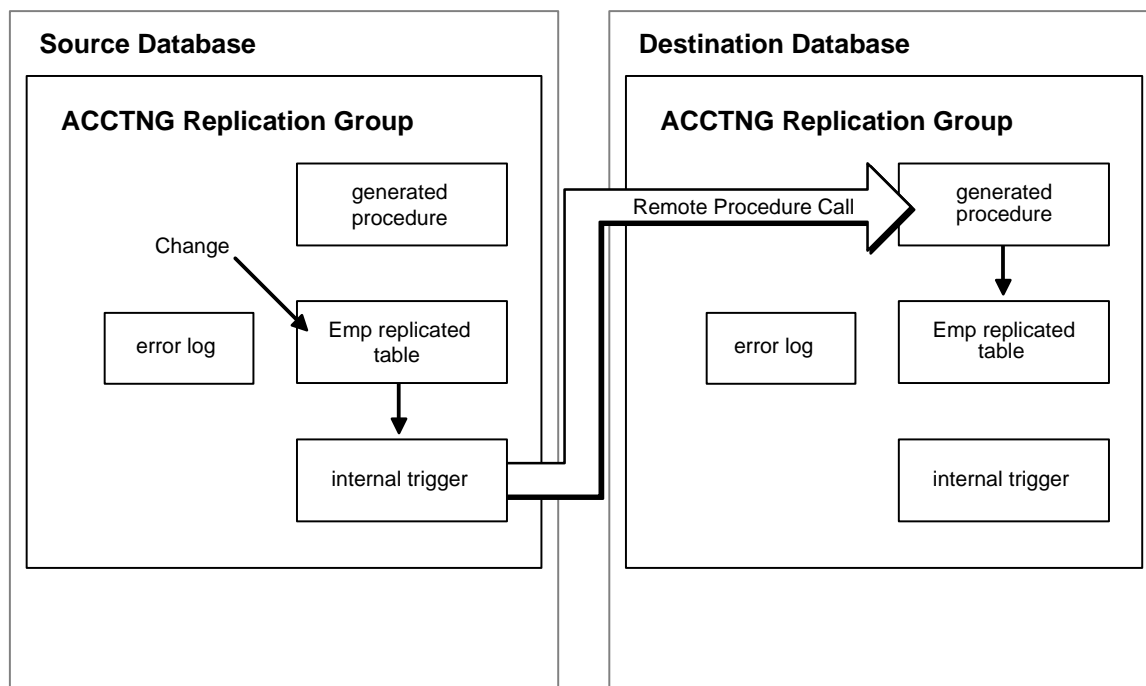 Source Database
ACCTNG Replication Group
generated
procedure
Change
Emp replicated
table
error log
internal trigger
Remote Procedure Call
Destination Database
ACCTNG Replication Group
generated
procedure
Emp replicated
table
error log
internal trigger